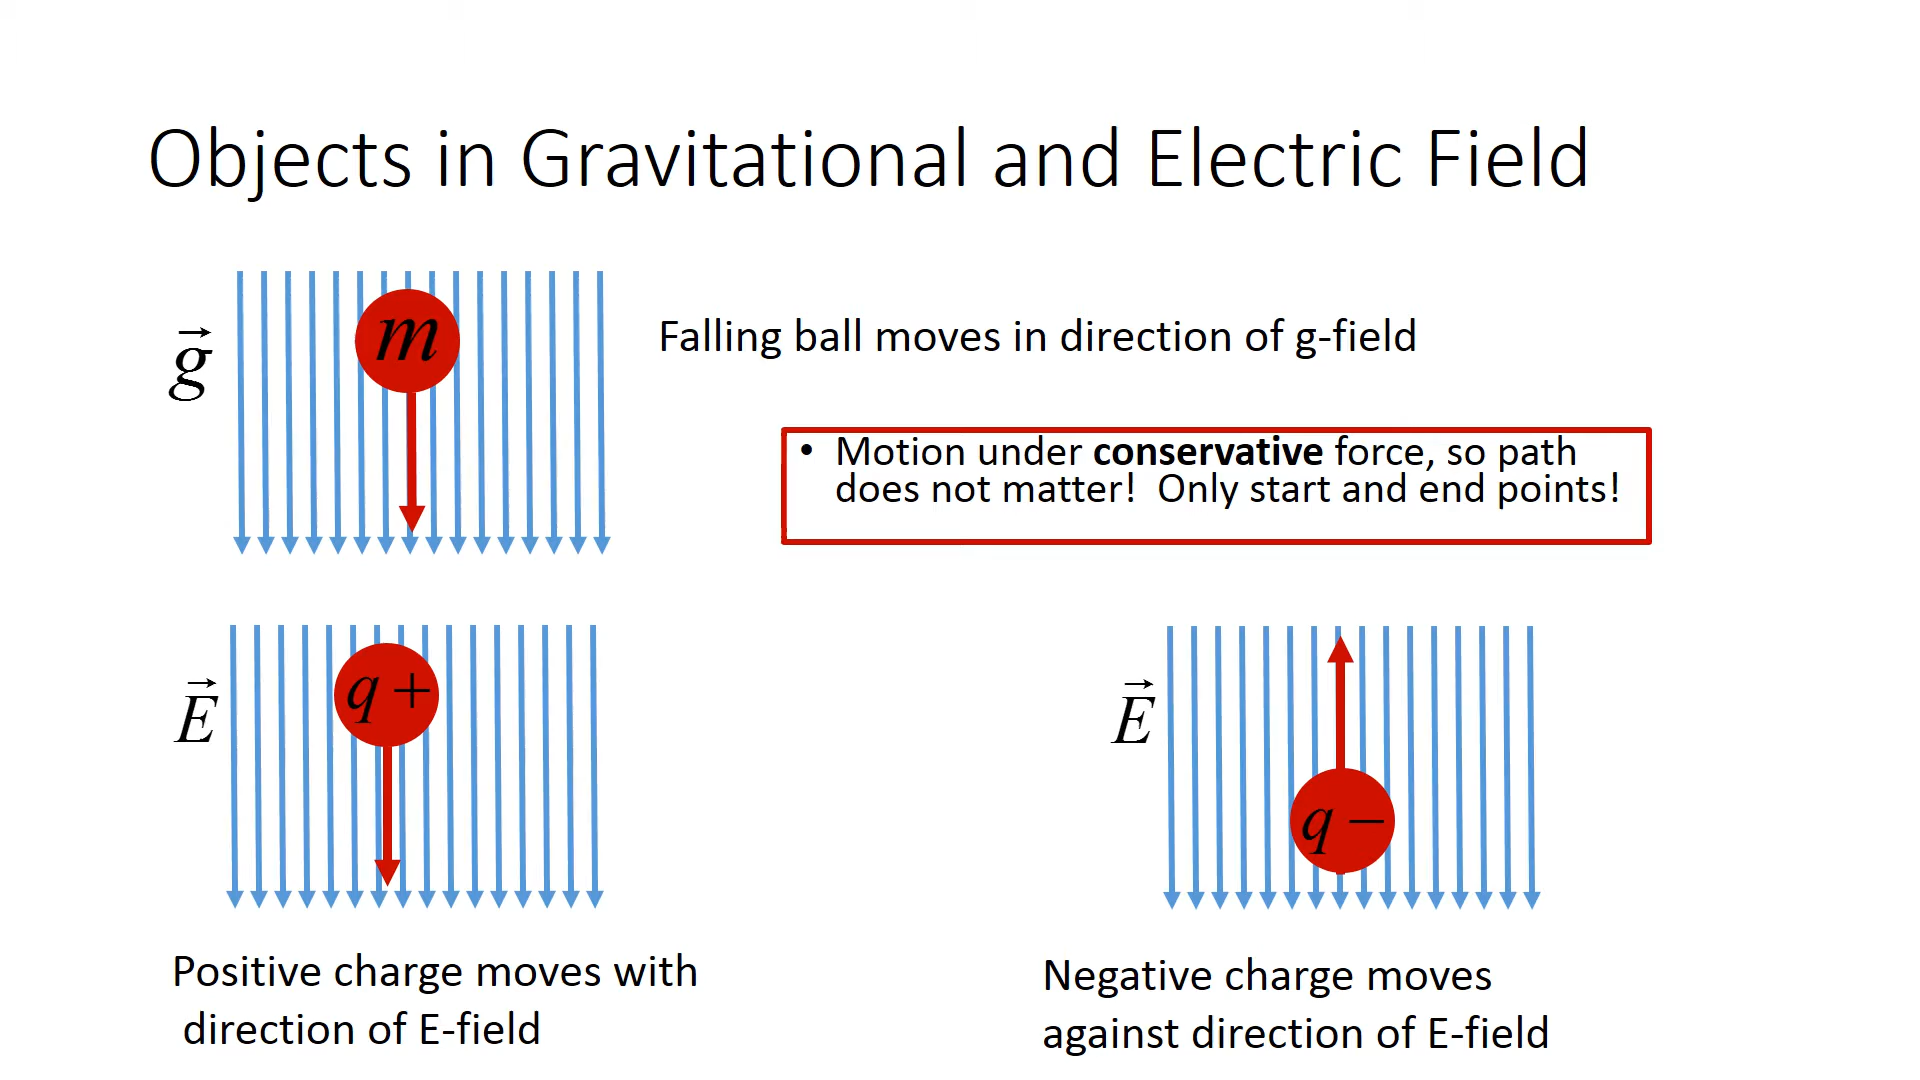 Objects in Gravitational and Electric Field
g
m
Falling ball moves in direction of g-field
• Motion under conservative force, so path
does not matter!  Only start and end points!
E
q +
E
q −
Positive charge moves with
direction of E-field
Negative charge moves
against direction of E-field